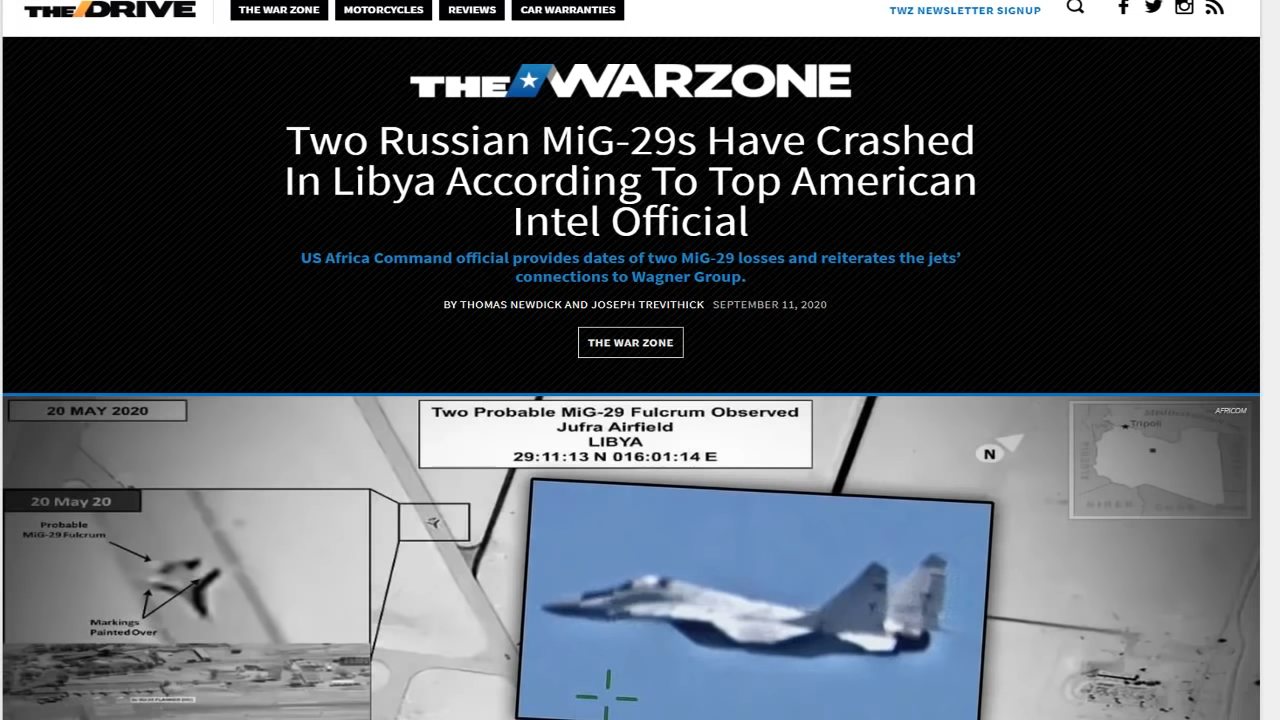 THE DRIVE
THE WAR ZONE
MOTORCYCLES
REVIEWS
CAR WARRANTIES
TWZ NEWSLETTER SIGNUP
THE WARZONE
Two Russian MiG-29s Have Crashed
In Libya According To Top American
Intel Official
US Africa Command official provides dates of two MiG-29 losses and reiterates the jets’
connections to Wagner Group.
BY THOMAS NEWDICK AND JOSEPH TREVITHICK SEPTEMBER 11, 2020
THE WAR ZONE
20 MAY 2020
Two Probable MiG-29 Fulcrum Observed
Jufra Airfield
LIBYA
29:11:13 N 016:01:14 E
N
AFRICOM
Tripoli
20 May 20
Probable
MiG-29 Fulcrum
Markings
Painted Over